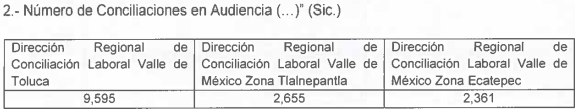 2.- Número de Conciliaciones en Audiencia (...)" (Sic.)
Dirección Regional de Conciliación Laboral Valle de Toluca
Dirección Regional de Conciliación Laboral Valle de México Zona Tlalnepantla
Dirección Regional de Conciliación Laboral Valle de México Zona Ecatepec
9,595
2,655
2,361